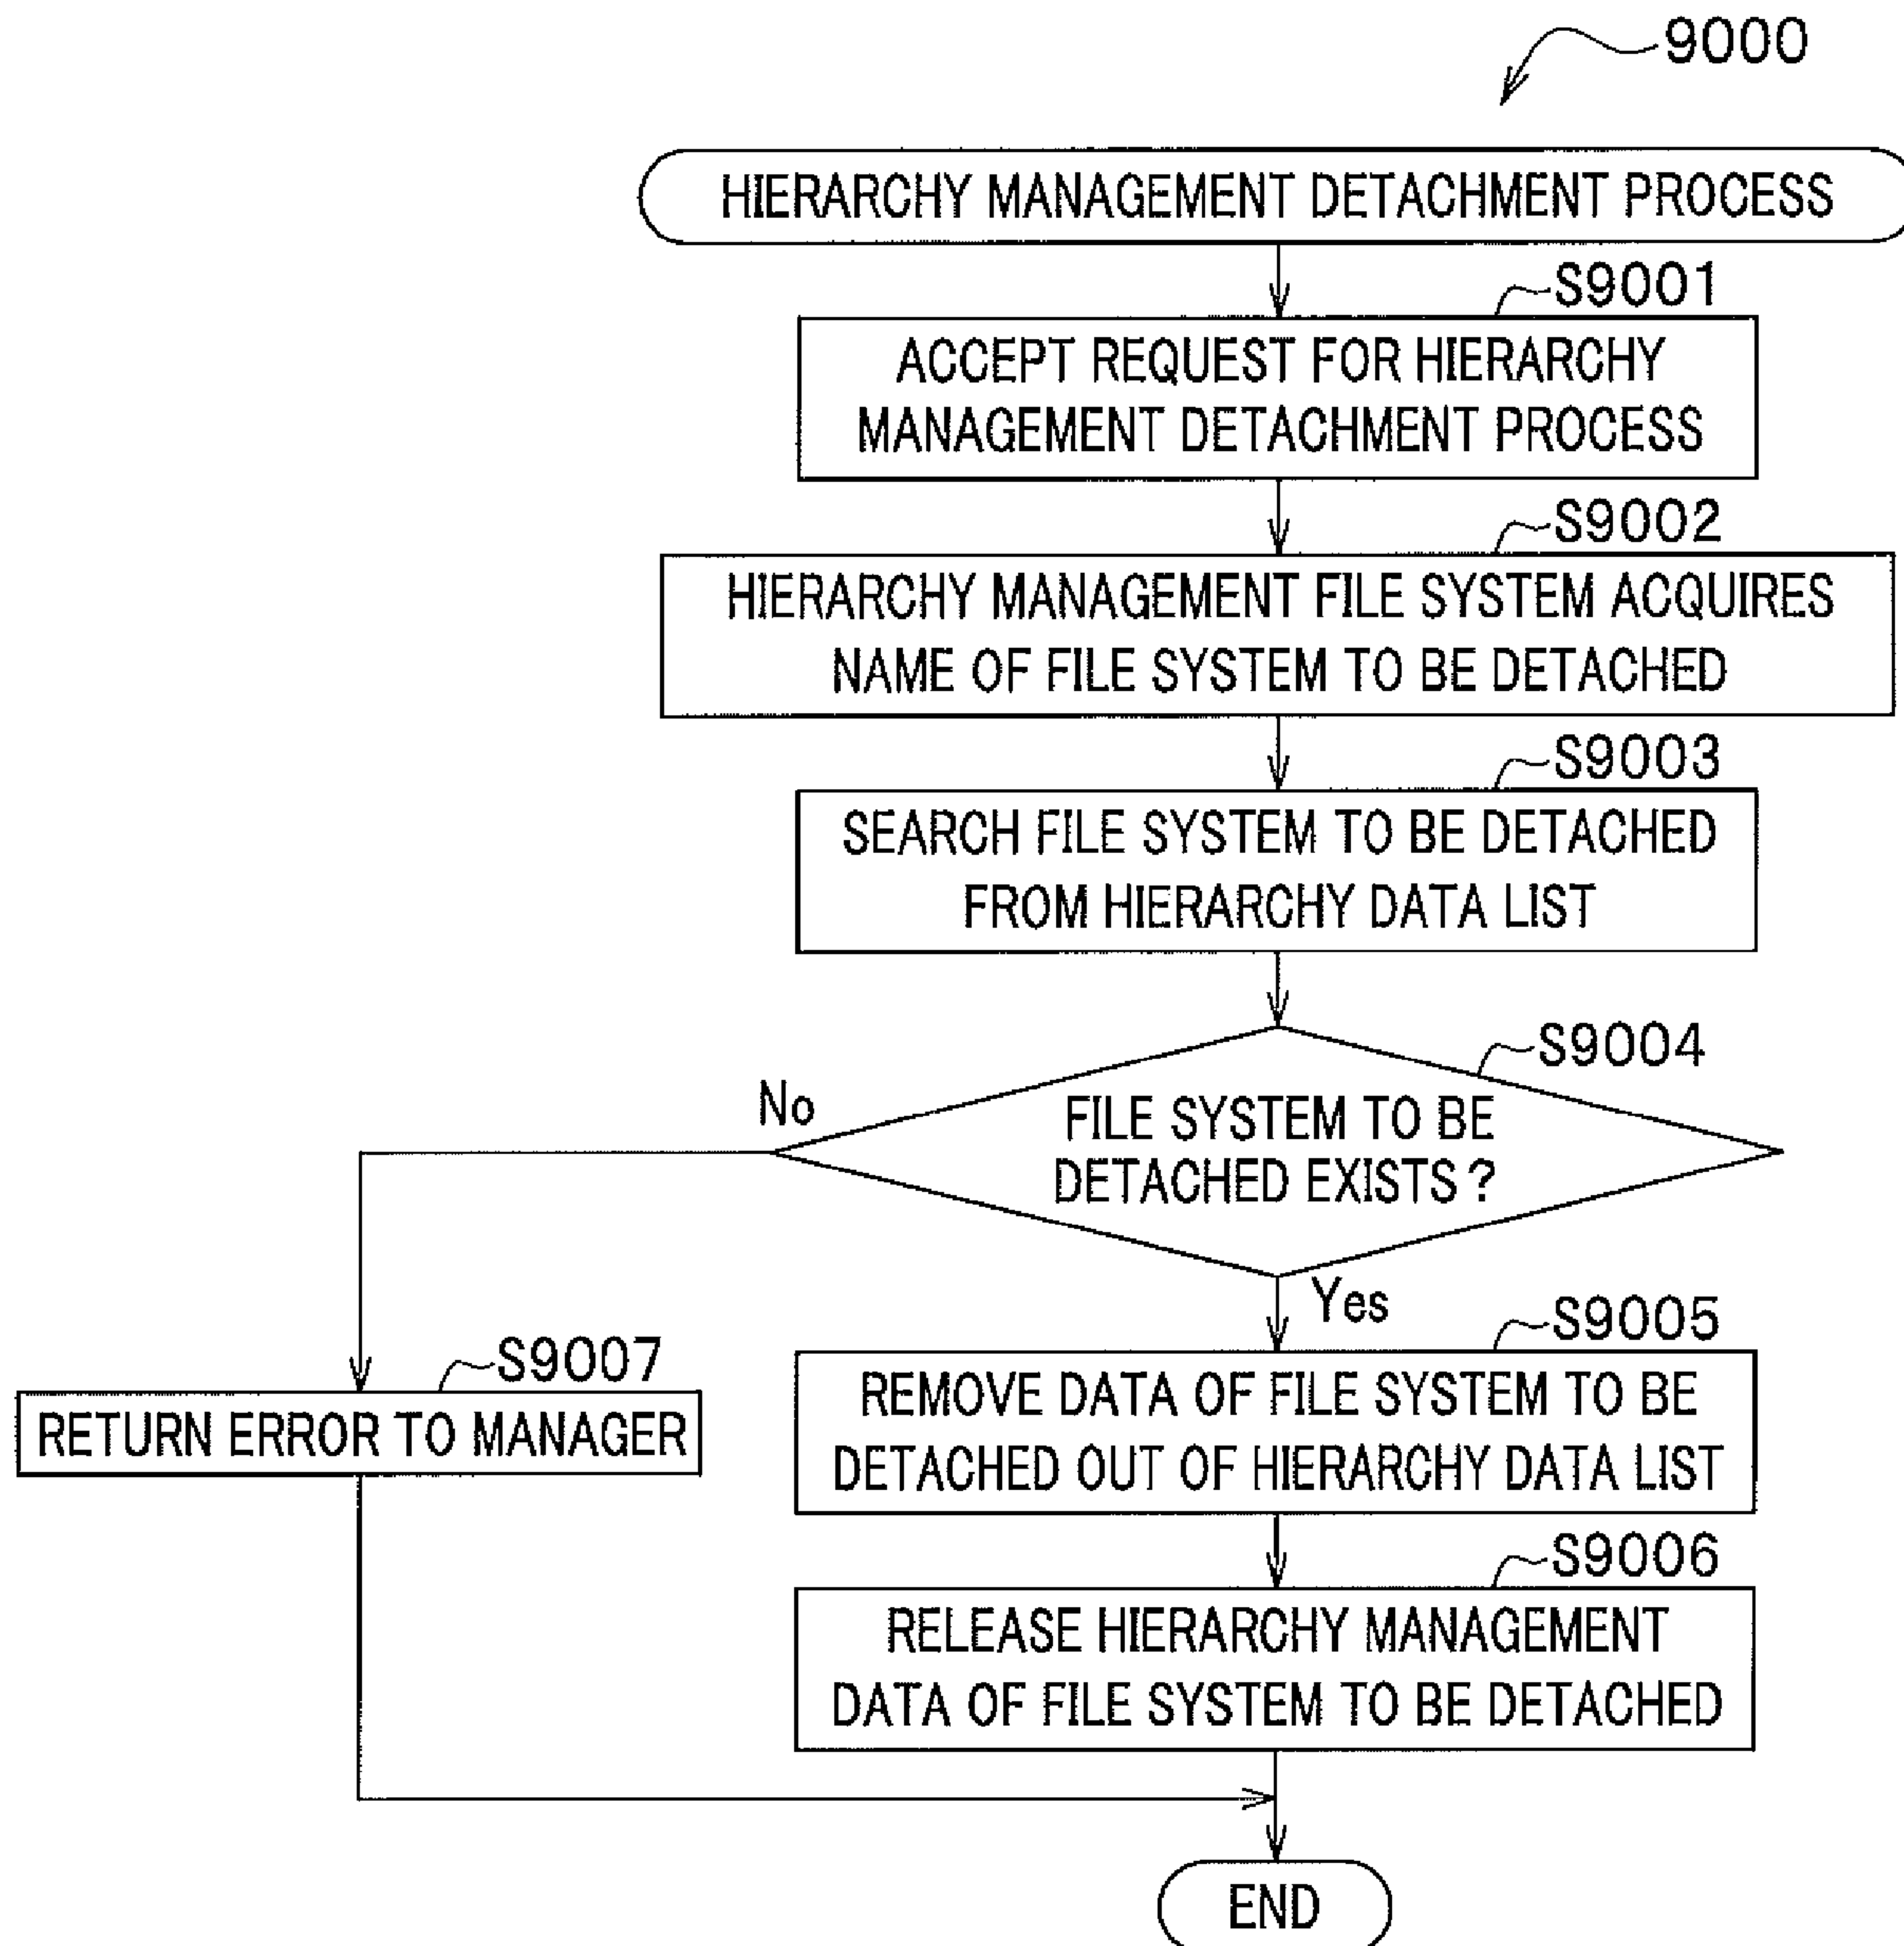 9000
HIERARCHY MANAGEMENT DETACHMENT PROCESS
S9001
ACCEPT REQUEST FOR HIERARCHY
MANAGEMENT DETACHMENT PROCESS
S9002
HIERARCHY MANAGEMENT FILE SYSTEM ACQUIRES
NAME OF FILE SYSTEM TO BE DETACHED
S9003
SEARCH FILE SYSTEM TO BE DETACHED
FROM HIERARCHY DATA LIST
S9004
No
FILE SYSTEM TO BE
DETACHED EXISTS?
Yes
S9005
REMOVE DATA OF FILE SYSTEM TO BE
DETACHED OUT OF HIERARCHY DATA LIST
S9007
RETURN ERROR TO MANAGER
S9006
RELEASE HIERARCHY MANAGEMENT
DATA OF FILE SYSTEM TO BE DETACHED
END